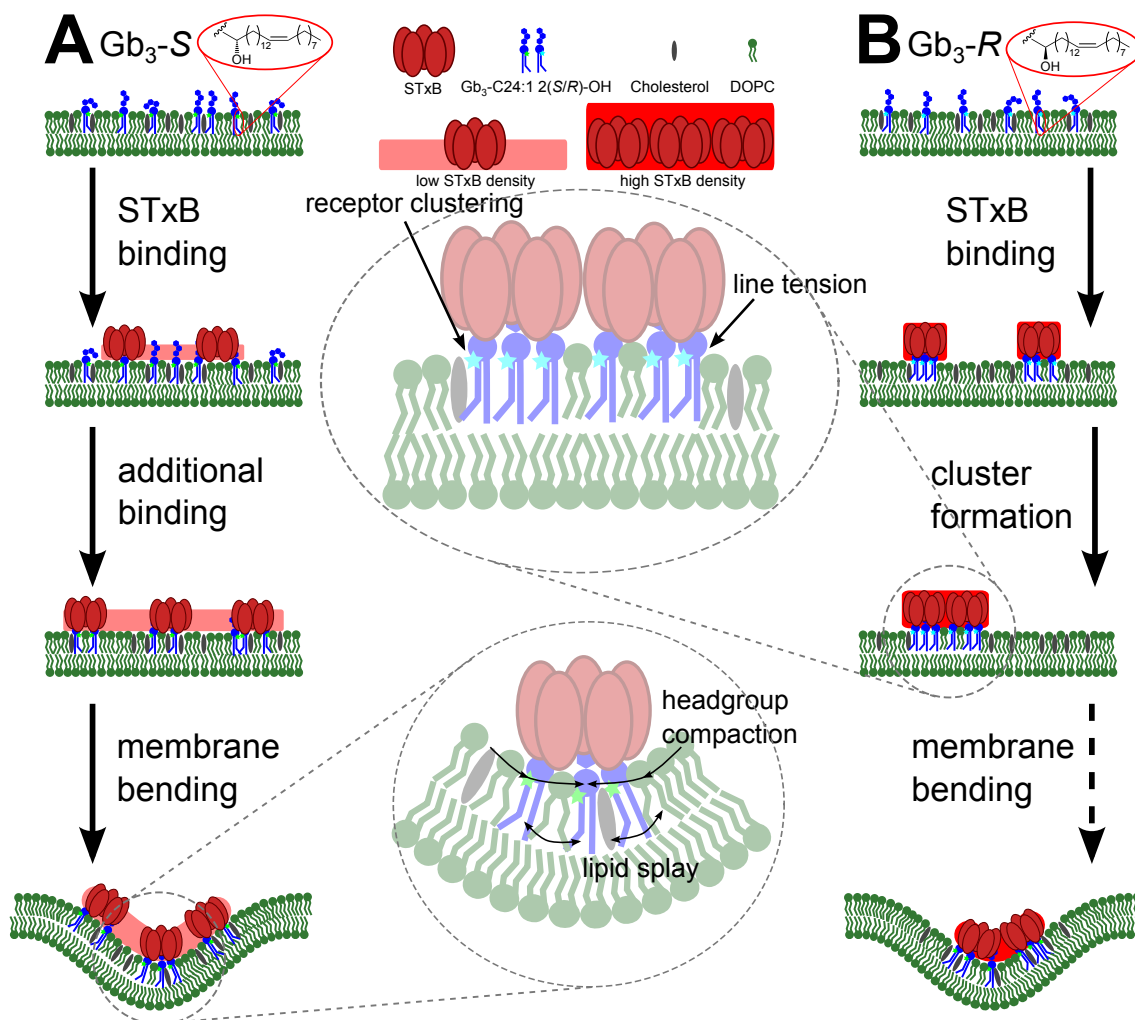 A Gb3-S
( )12 ( )7
OH
STxB
Gb3-C24:1 2(S/R)-OH
Cholesterol
DOPC
low STxB density
high STxB density
B Gb3-R
( )12 ( )7
OH
STxB
binding
additional
binding
membrane
bending
receptor clustering
line tension
headgroup
compaction
lipid splay
STxB
binding
cluster
formation
membrane
bending